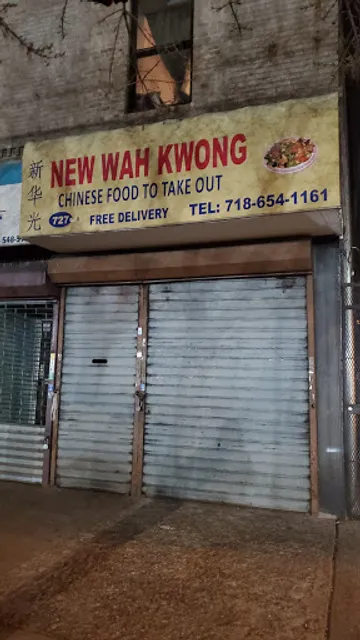 新华光
NEW WAH KWONG
CHINESE FOOD TO TAKE OUT
727 FREE DELIVERY TEL: 718-654-1161